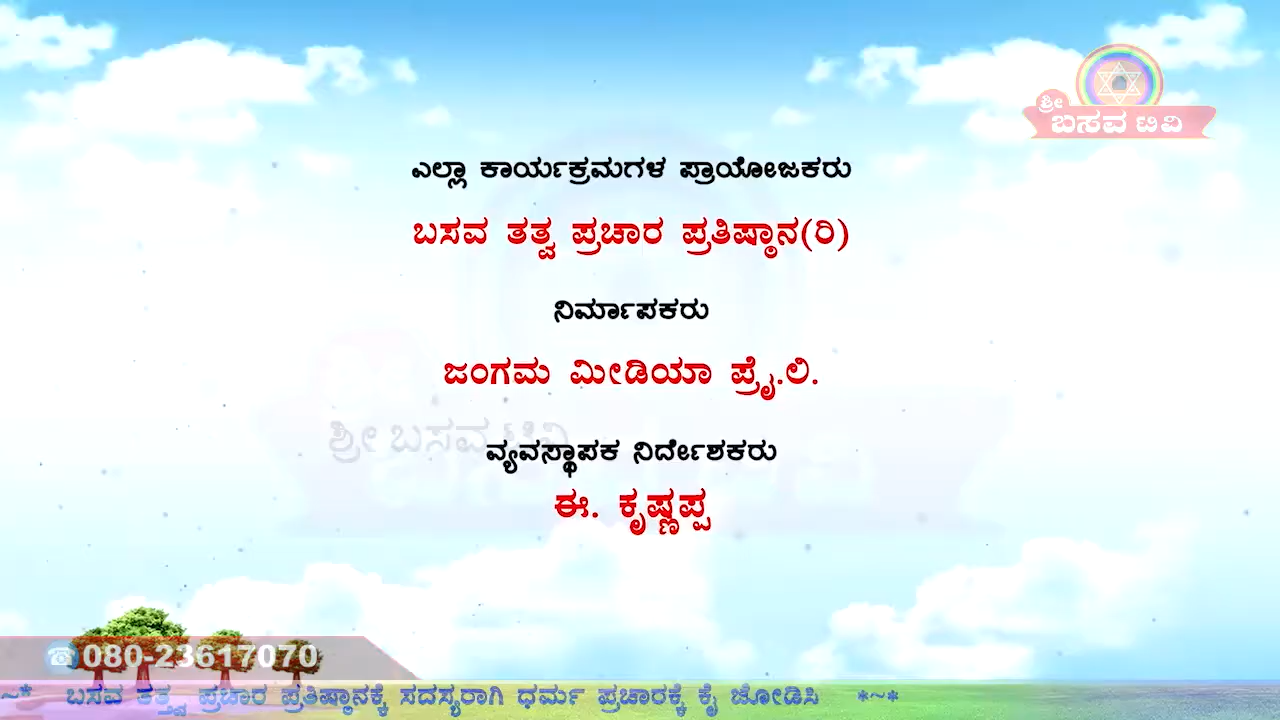 ಶ್ರೀ
ಬಸವ ಟಿವಿ
ಎಲ್ಲಾ ಕಾರ್ಯಕ್ರಮಗಳ ಪ್ರಾಯೋಜಕರು
ಬಸವ ತತ್ವ ಪ್ರಚಾರ ಪ್ರತಿಷ್ಠಾನ(ರಿ)
ನಿರ್ಮಾಪಕರು
ಜಂಗಮ ಮೀಡಿಯಾ ಪ್ರೈ.ಲಿ.
ಶ್ರೀ ಬಸವ ಟಿವಿ
ವ್ಯವಸ್ಥಾಪಕ ನಿರ್ದೇಶಕರು
ಈ. ಕೃಷ್ಣಪ್ಪ
☎080-23617070
~* ಬಸವ ತತ್ತ್ವ ಪ್ರಚಾರ ಪ್ರತಿಷ್ಠಾನಕ್ಕೆ ಸದಸ್ಯರಾಗಿ ಧರ್ಮ ಪ್ರಚಾರಕ್ಕೆ ಕೈ ಜೋಡಿಸಿ *~*